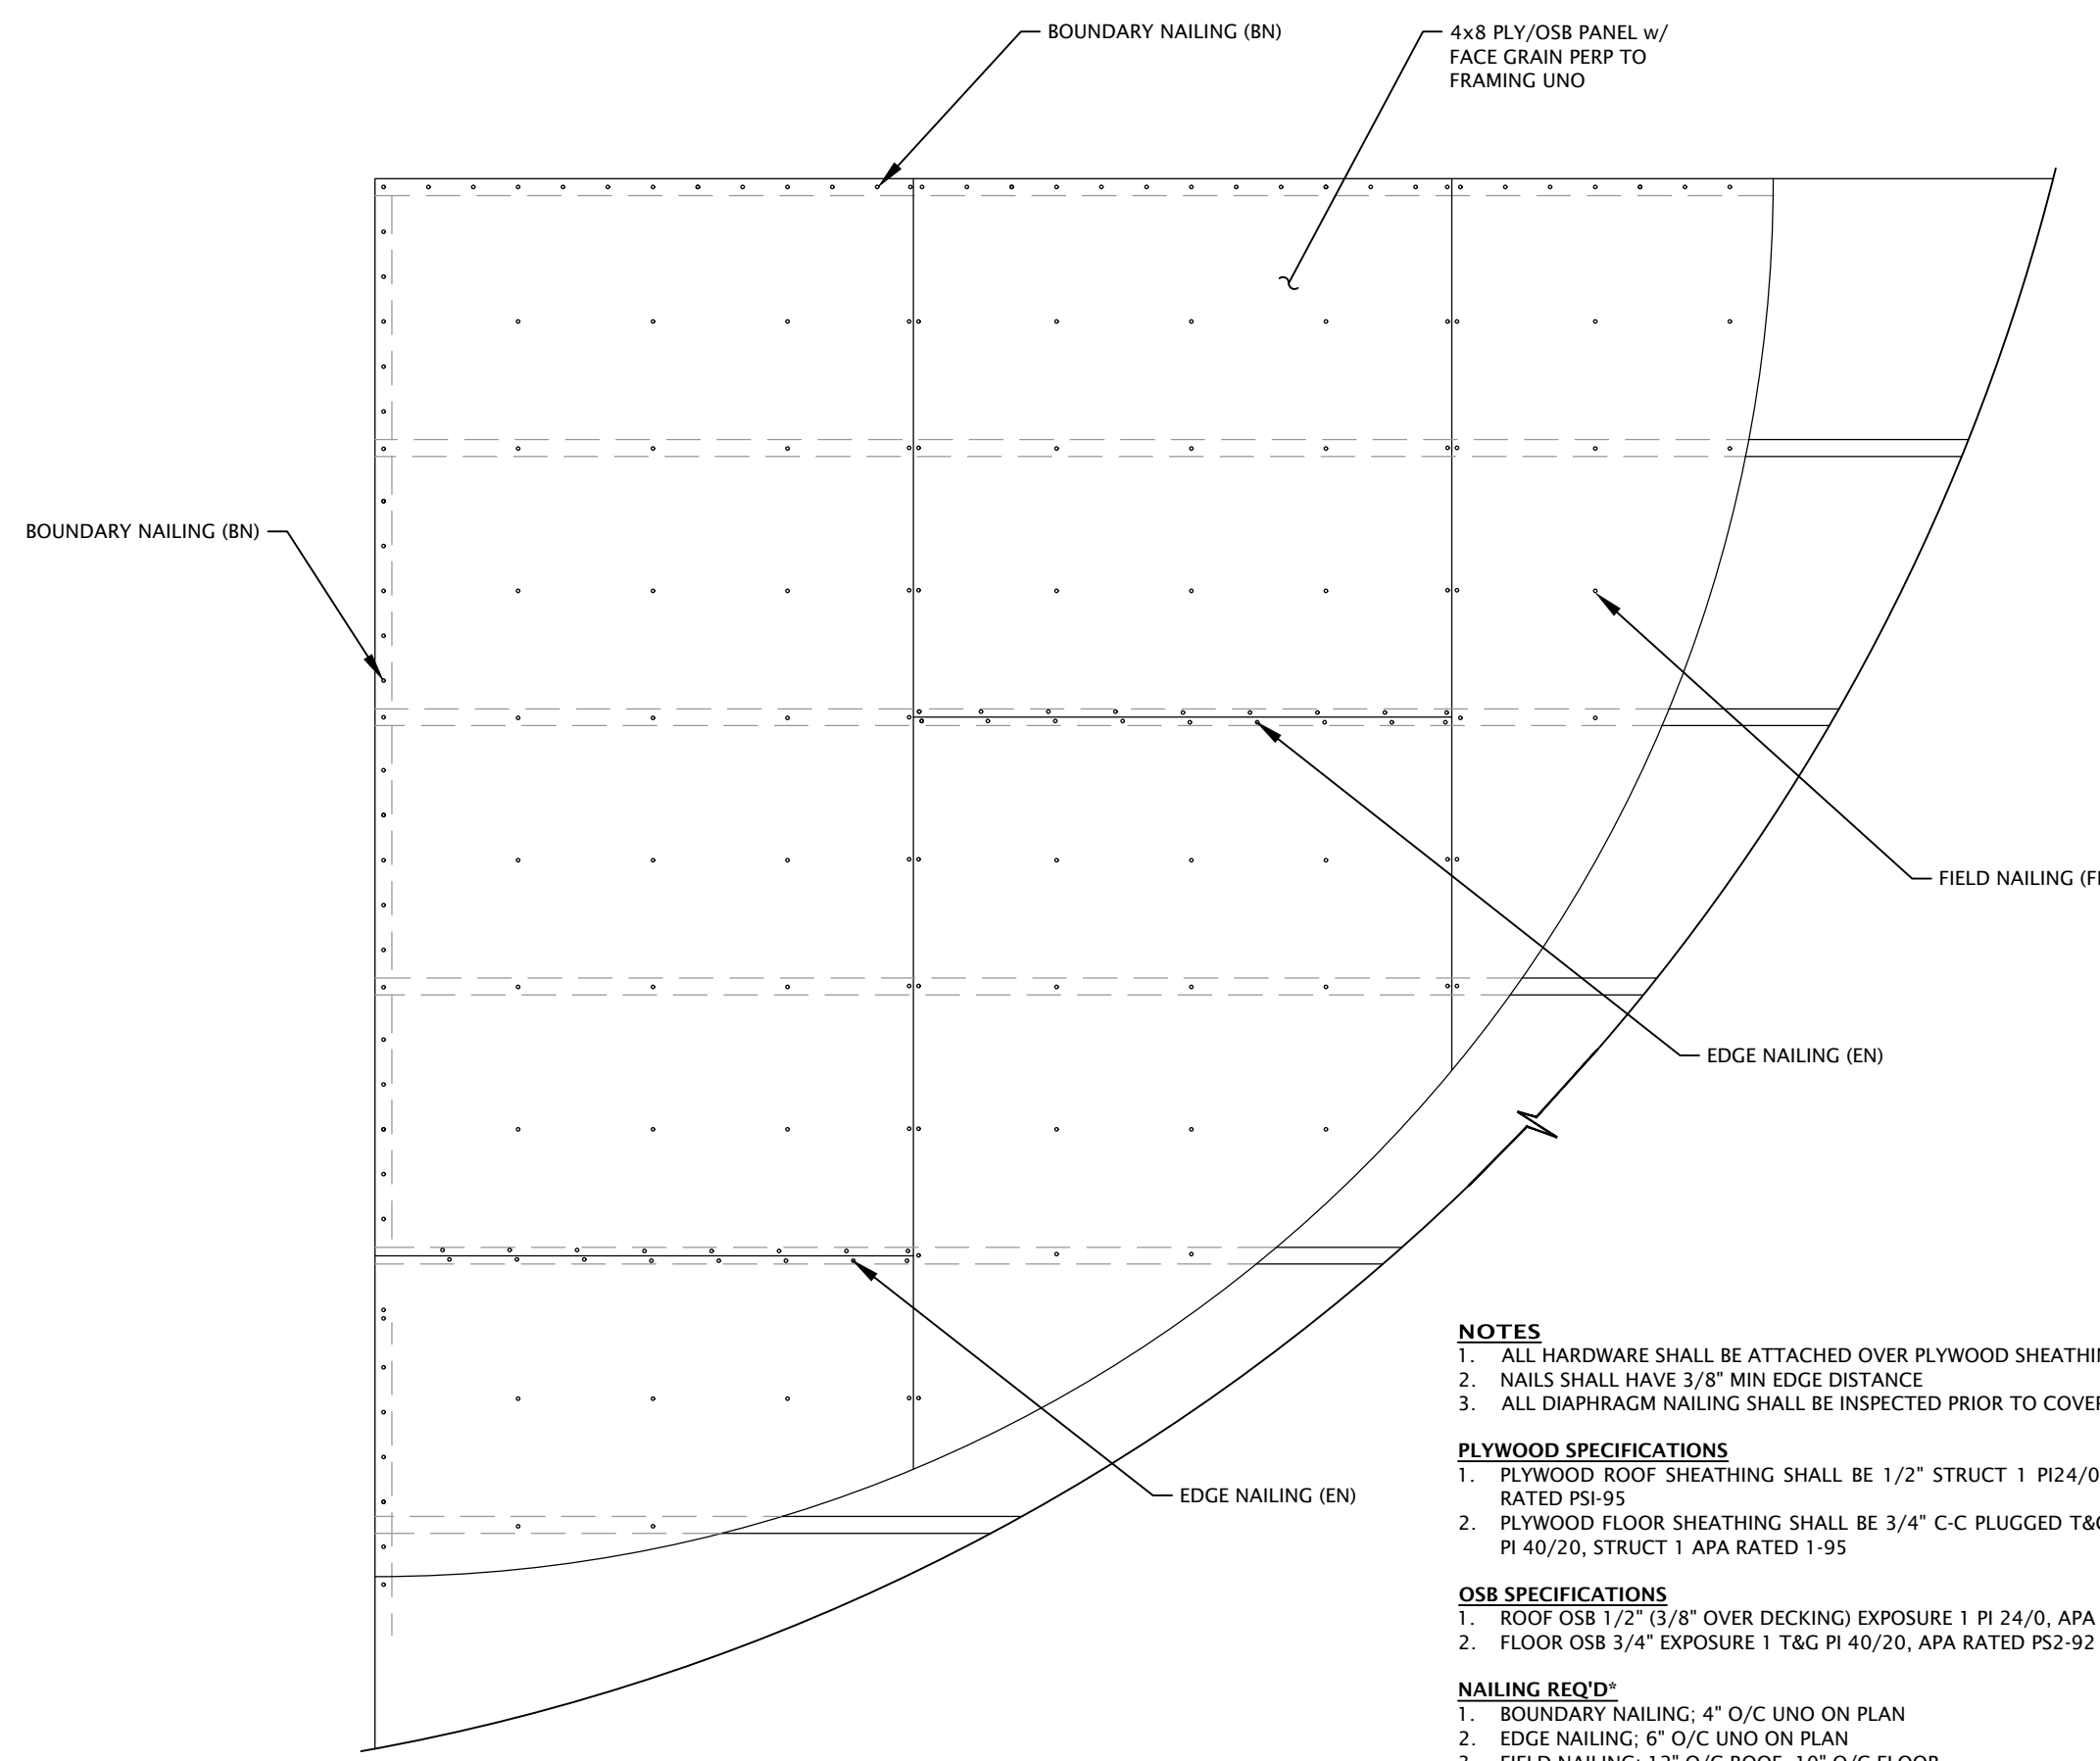 BOUNDARY NAILING (BN)
4x8 PLY/OSB PANEL w/
FACE GRAIN PERP TO
FRAMING UNO
BOUNDARY NAILING (BN)
FIELD NAILING
EDGE NAILING (EN)
EDGE NAILING (EN)
NOTES
1. ALL HARDWARE SHALL BE ATTACHED OVER PLYWOOD
2. NAILS SHALL HAVE 3/8" MIN EDGE DISTANCE
3. ALL DIAPHRAGM NAILING SHALL BE INSPECTED PRIOR TO
PLYWOOD SPECIFICATIONS
1. PLYWOOD ROOF SHEATHING SHALL BE 1/2" STRUCT 1 PI24/0
RATED PSI-95
2. PLYWOOD FLOOR SHEATHING SHALL BE 3/4" C-C PLUGGED
PI 40/20, STRUCT 1 APA RATED 1-95
OSB SPECIFICATIONS
1. ROOF OSB 1/2" (3/8" OVER DECKING) EXPOSURE 1 PI 24/0, APA
2. FLOOR OSB 3/4" EXPOSURE 1 T&G PI 40/20, APA RATED PS2-92
NAILING REQ'D*
1. BOUNDARY NAILING; 4" O/C UNO ON PLAN
2. EDGE NAILING; 6" O/C UNO ON PLAN
3. FIELD NAILING; 12" O/C ROOF, 10" O/C FLOOR